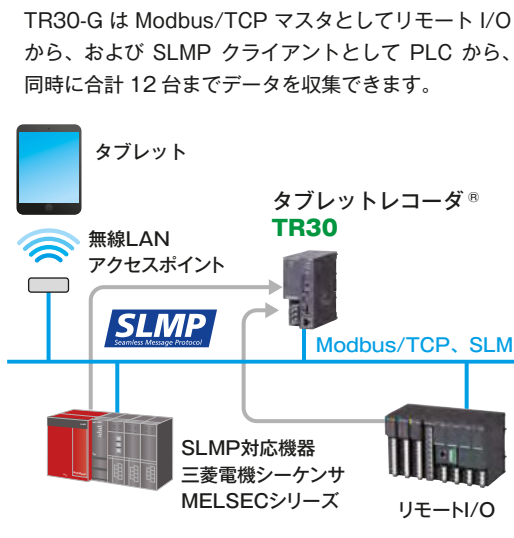 TR30-G は Modbus/TCP マスタとしてリモート I/O
から、および SLMP クライアントとして PLC から、
同時に合計 12 台までデータを収集できます。
タブレット
タブレットレコーダ®
TR30
無線LAN
アクセスポイント
SLMP
Seamless Message Protocol
Modbus/TCP、SLM
SLMP対応機器
三菱電機シーケンサ
MELSECシリーズ
リモートI/O